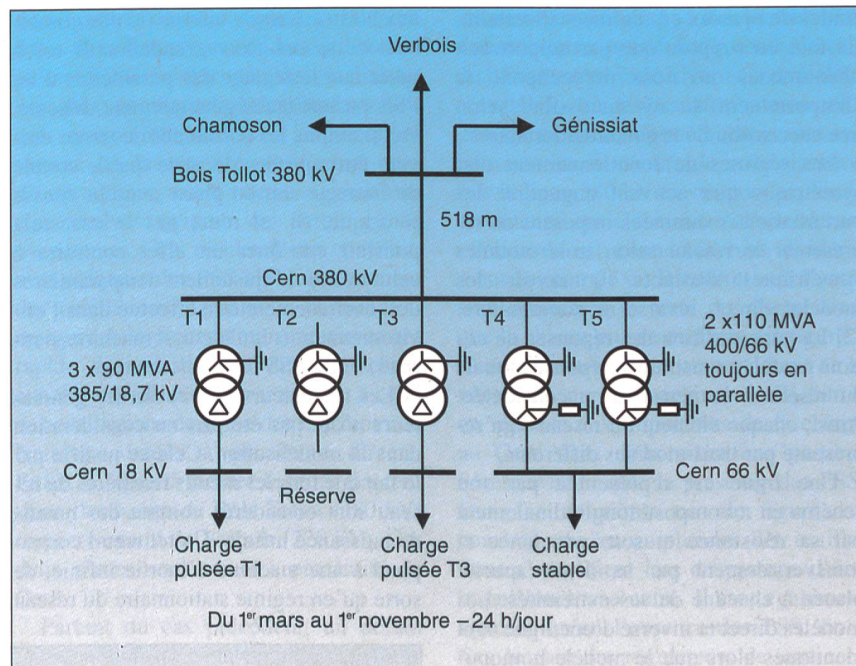 Verbois
Chamoson
Génissiat
Bois Tollot 380 kV
518 m
Cern 380 kV
T1
T2
T3
T4
T5
3 x 90 MVA
385/18,7 kV
2 x110 MVA
400/66 kV
toujours en
parallèle
Cern 18 kV
Réserve
Cern 66 kV
Charge
pulsée T1
Charge
pulsée T3
Charge
stable
Du 1er mars au 1er novembre – 24 h/jour